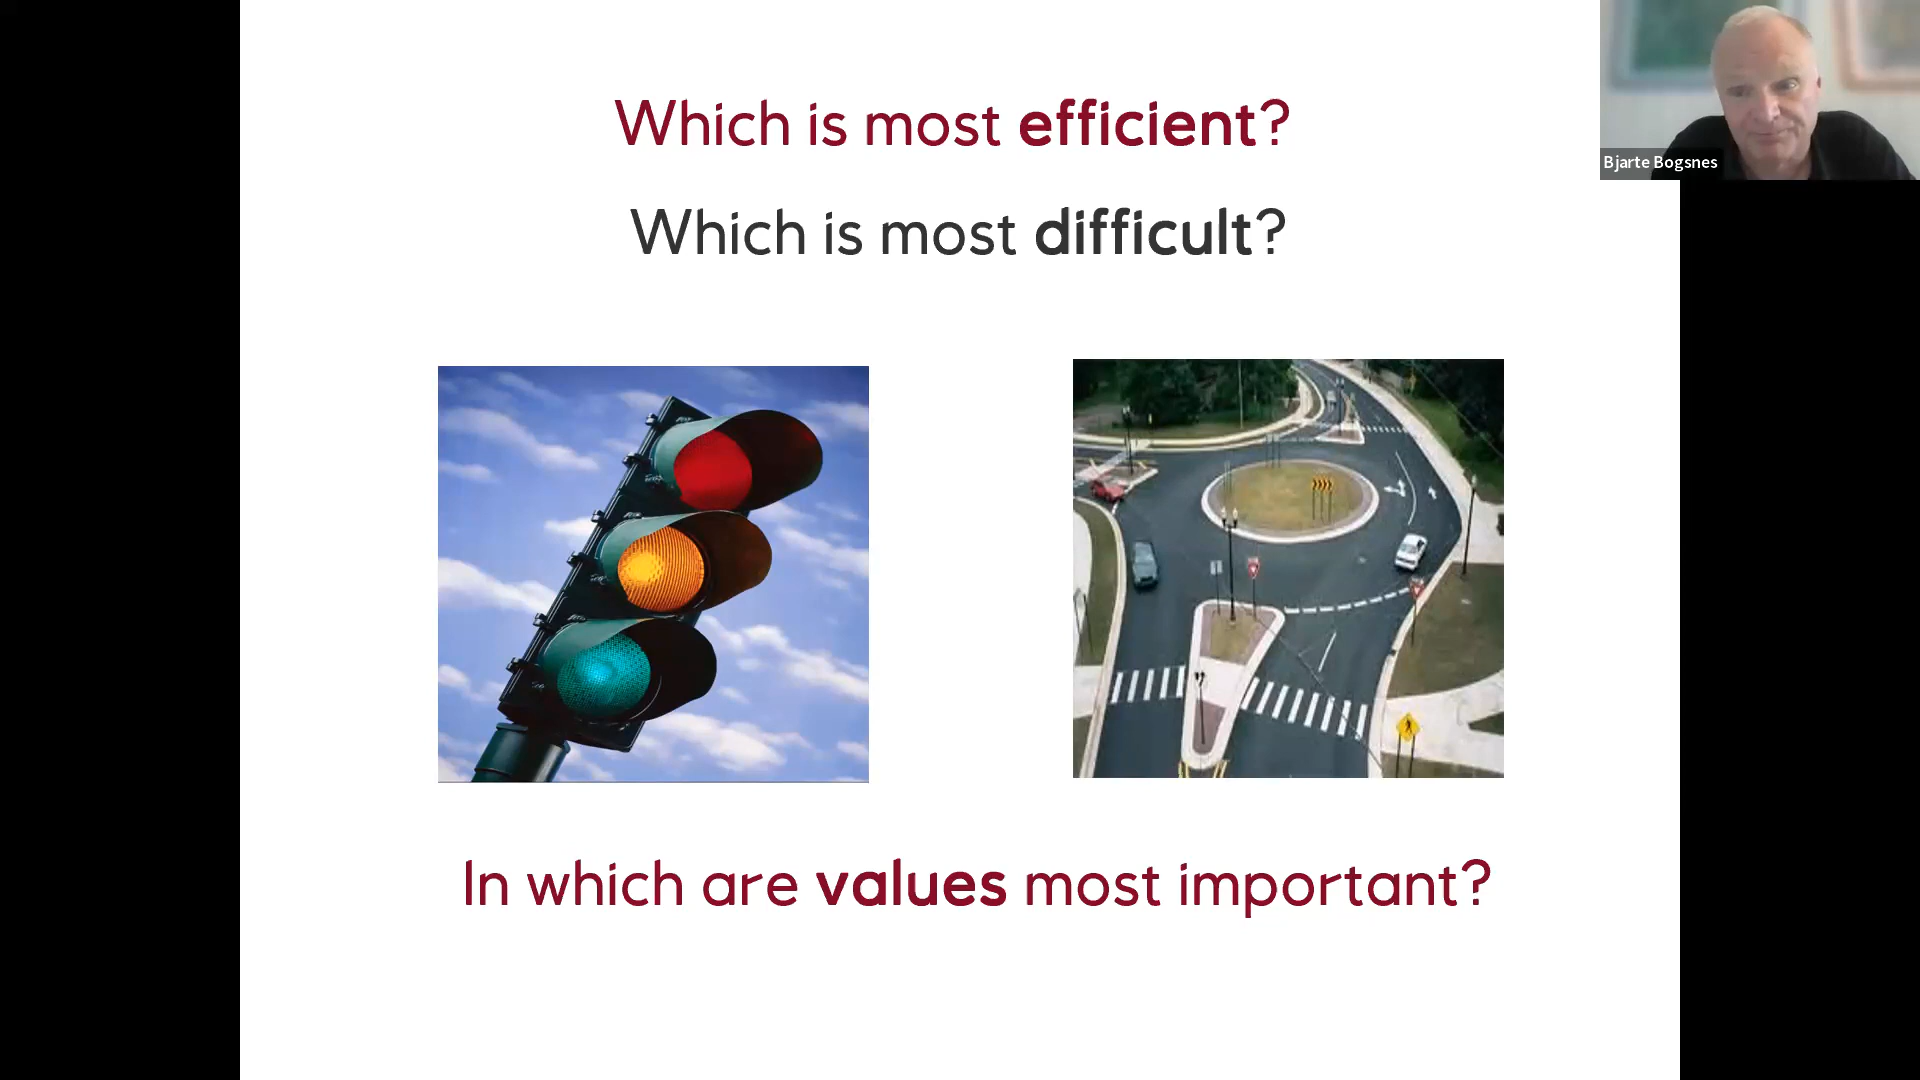 Which is most efficient?
Which is most difficult?
Bjarte Bogsnes
In which are values most important?